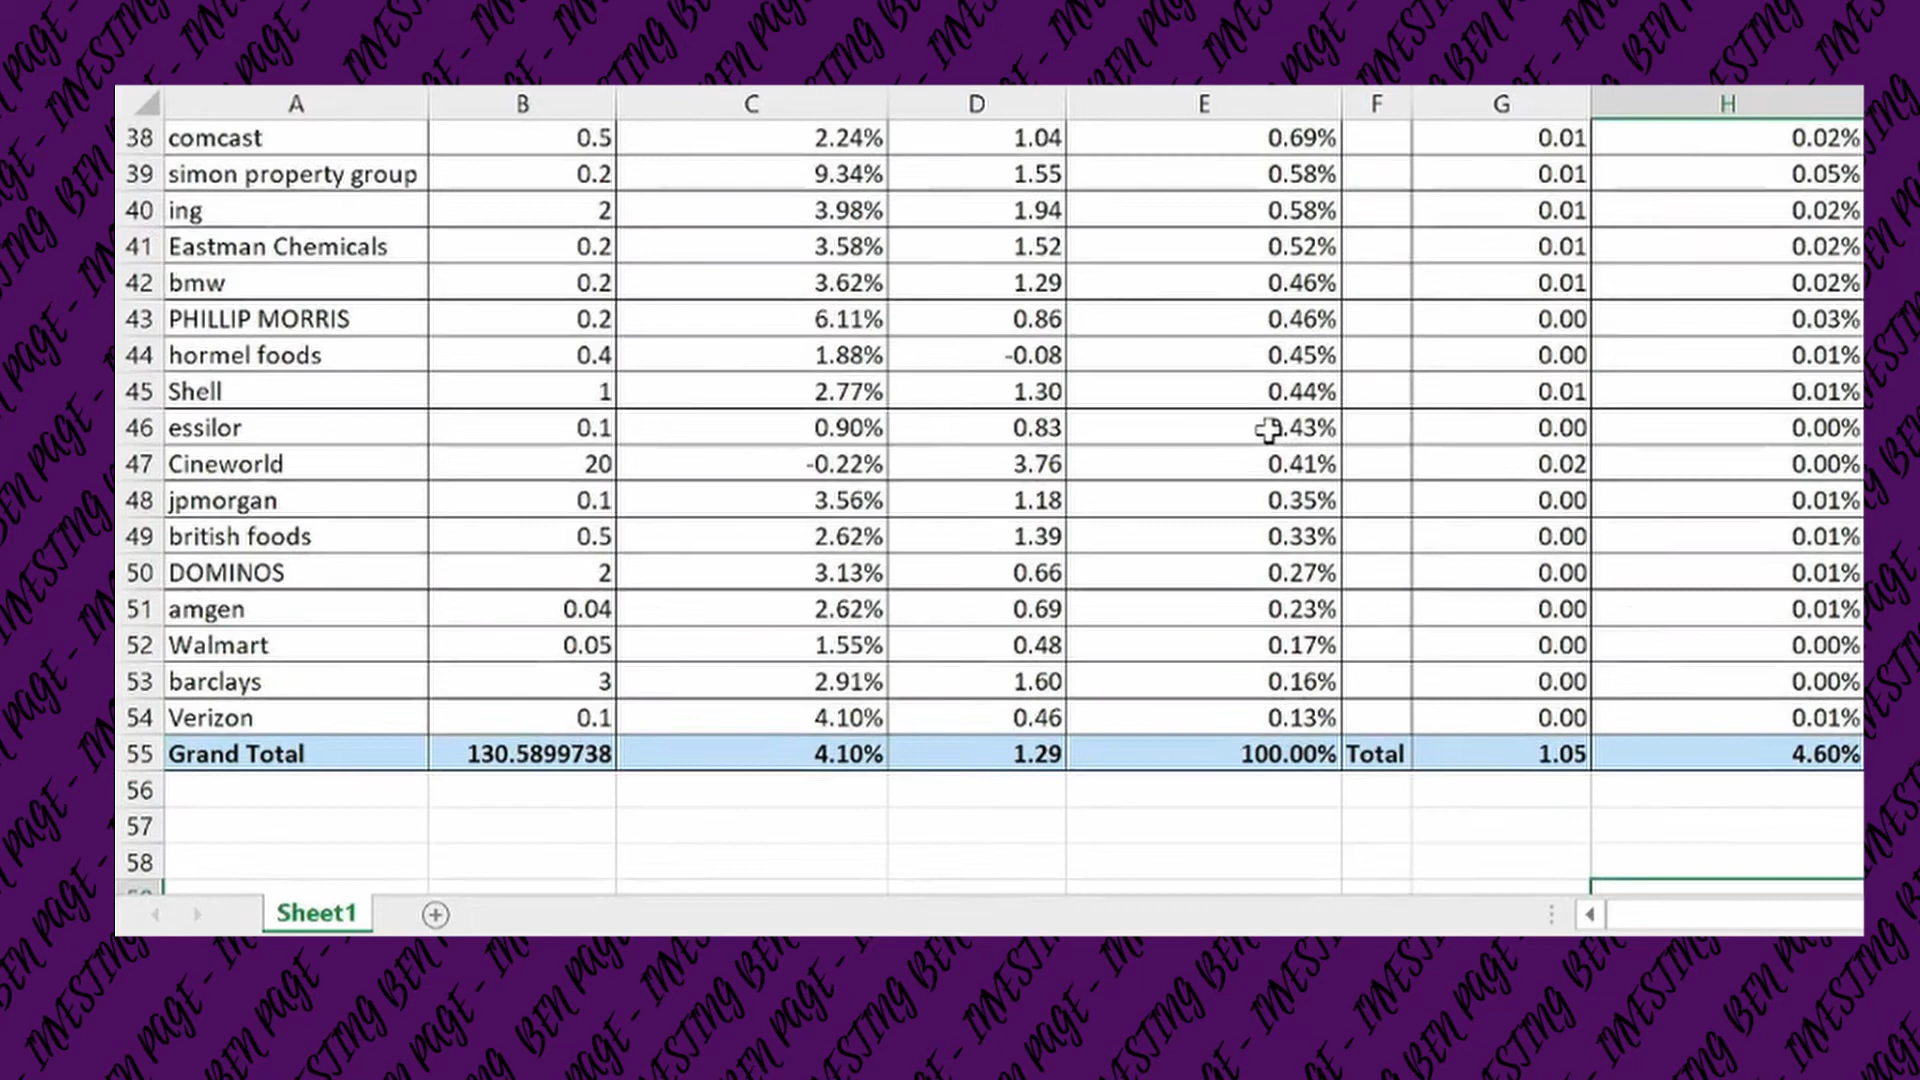 A B C D E F G H
38 comcast 0.5 2.24% 1.04 0.69% 0.01 0.02%
39 simon property group 0.2 9.34% 1.55 0.58% 0.01 0.05%
40 ing 2 3.98% 1.94 0.58% 0.01 0.02%
41 Eastman Chemicals 0.2 3.58% 1.52 0.52% 0.01 0.02%
42 bmw 0.2 3.62% 1.29 0.46% 0.01 0.02%
43 PHILLIP MORRIS 0.2 6.11% 0.86 0.46% 0.00 0.03%
44 hormel foods 0.4 1.88% -0.08 0.45% 0.00 0.01%
45 Shell 1 2.77% 1.30 0.44% 0.01 0.01%
46 essilor 0.1 0.90% 0.83 .43% 0.00 0.00%
47 Cineworld 20 -0.22% 3.76 0.41% 0.02 0.00%
48 jpmorgan 0.1 3.56% 1.18 0.35% 0.00 0.01%
49 british foods 0.5 2.62% 1.39 0.33% 0.00 0.01%
50 DOMINOS 2 3.13% 0.66 0.27% 0.00 0.01%
51 amgen 0.04 2.62% 0.69 0.23% 0.00 0.01%
52 Walmart 0.05 1.55% 0.48 0.17% 0.00 0.00%
53 barclays 3 2.91% 1.60 0.16% 0.00 0.00%
54 Verizon 0.1 4.10% 0.46 0.13% 0.00 0.01%
55 Grand Total 130.5899738 4.10% 1.29 100.00% Total 1.05 4.60%
56
57
58
Sheet1
INVESTING BEN PAGE - INVESTING BEN PAGE -